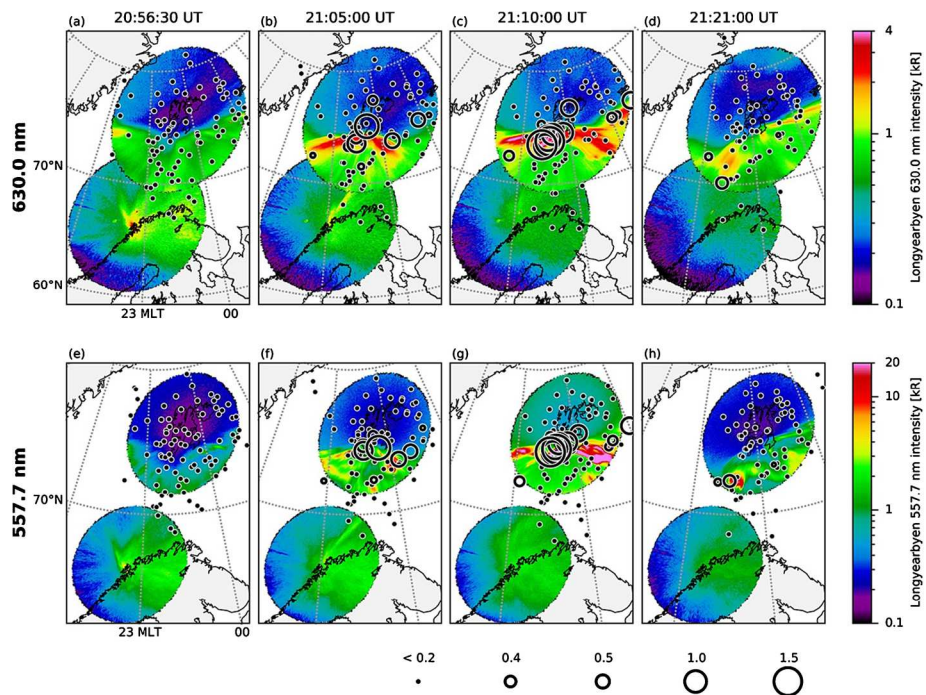 20:56:30 UT 21:05:00 UT 21:10:00 UT 21:21:00 UT
(a) (b) (c) (d)
630.0 nm
70°N
60°N
23 MLT 00
4
1
0.1
Longyearbyen 630.0 nm intensity [kR]
(e) (f) (g) (h)
557.7 nm
70°N
23 MLT 00
20
10
1
0.1
Longyearbyen 557.7 nm intensity [kR]
< 0.2 0.4 0.5 1.0 1.5